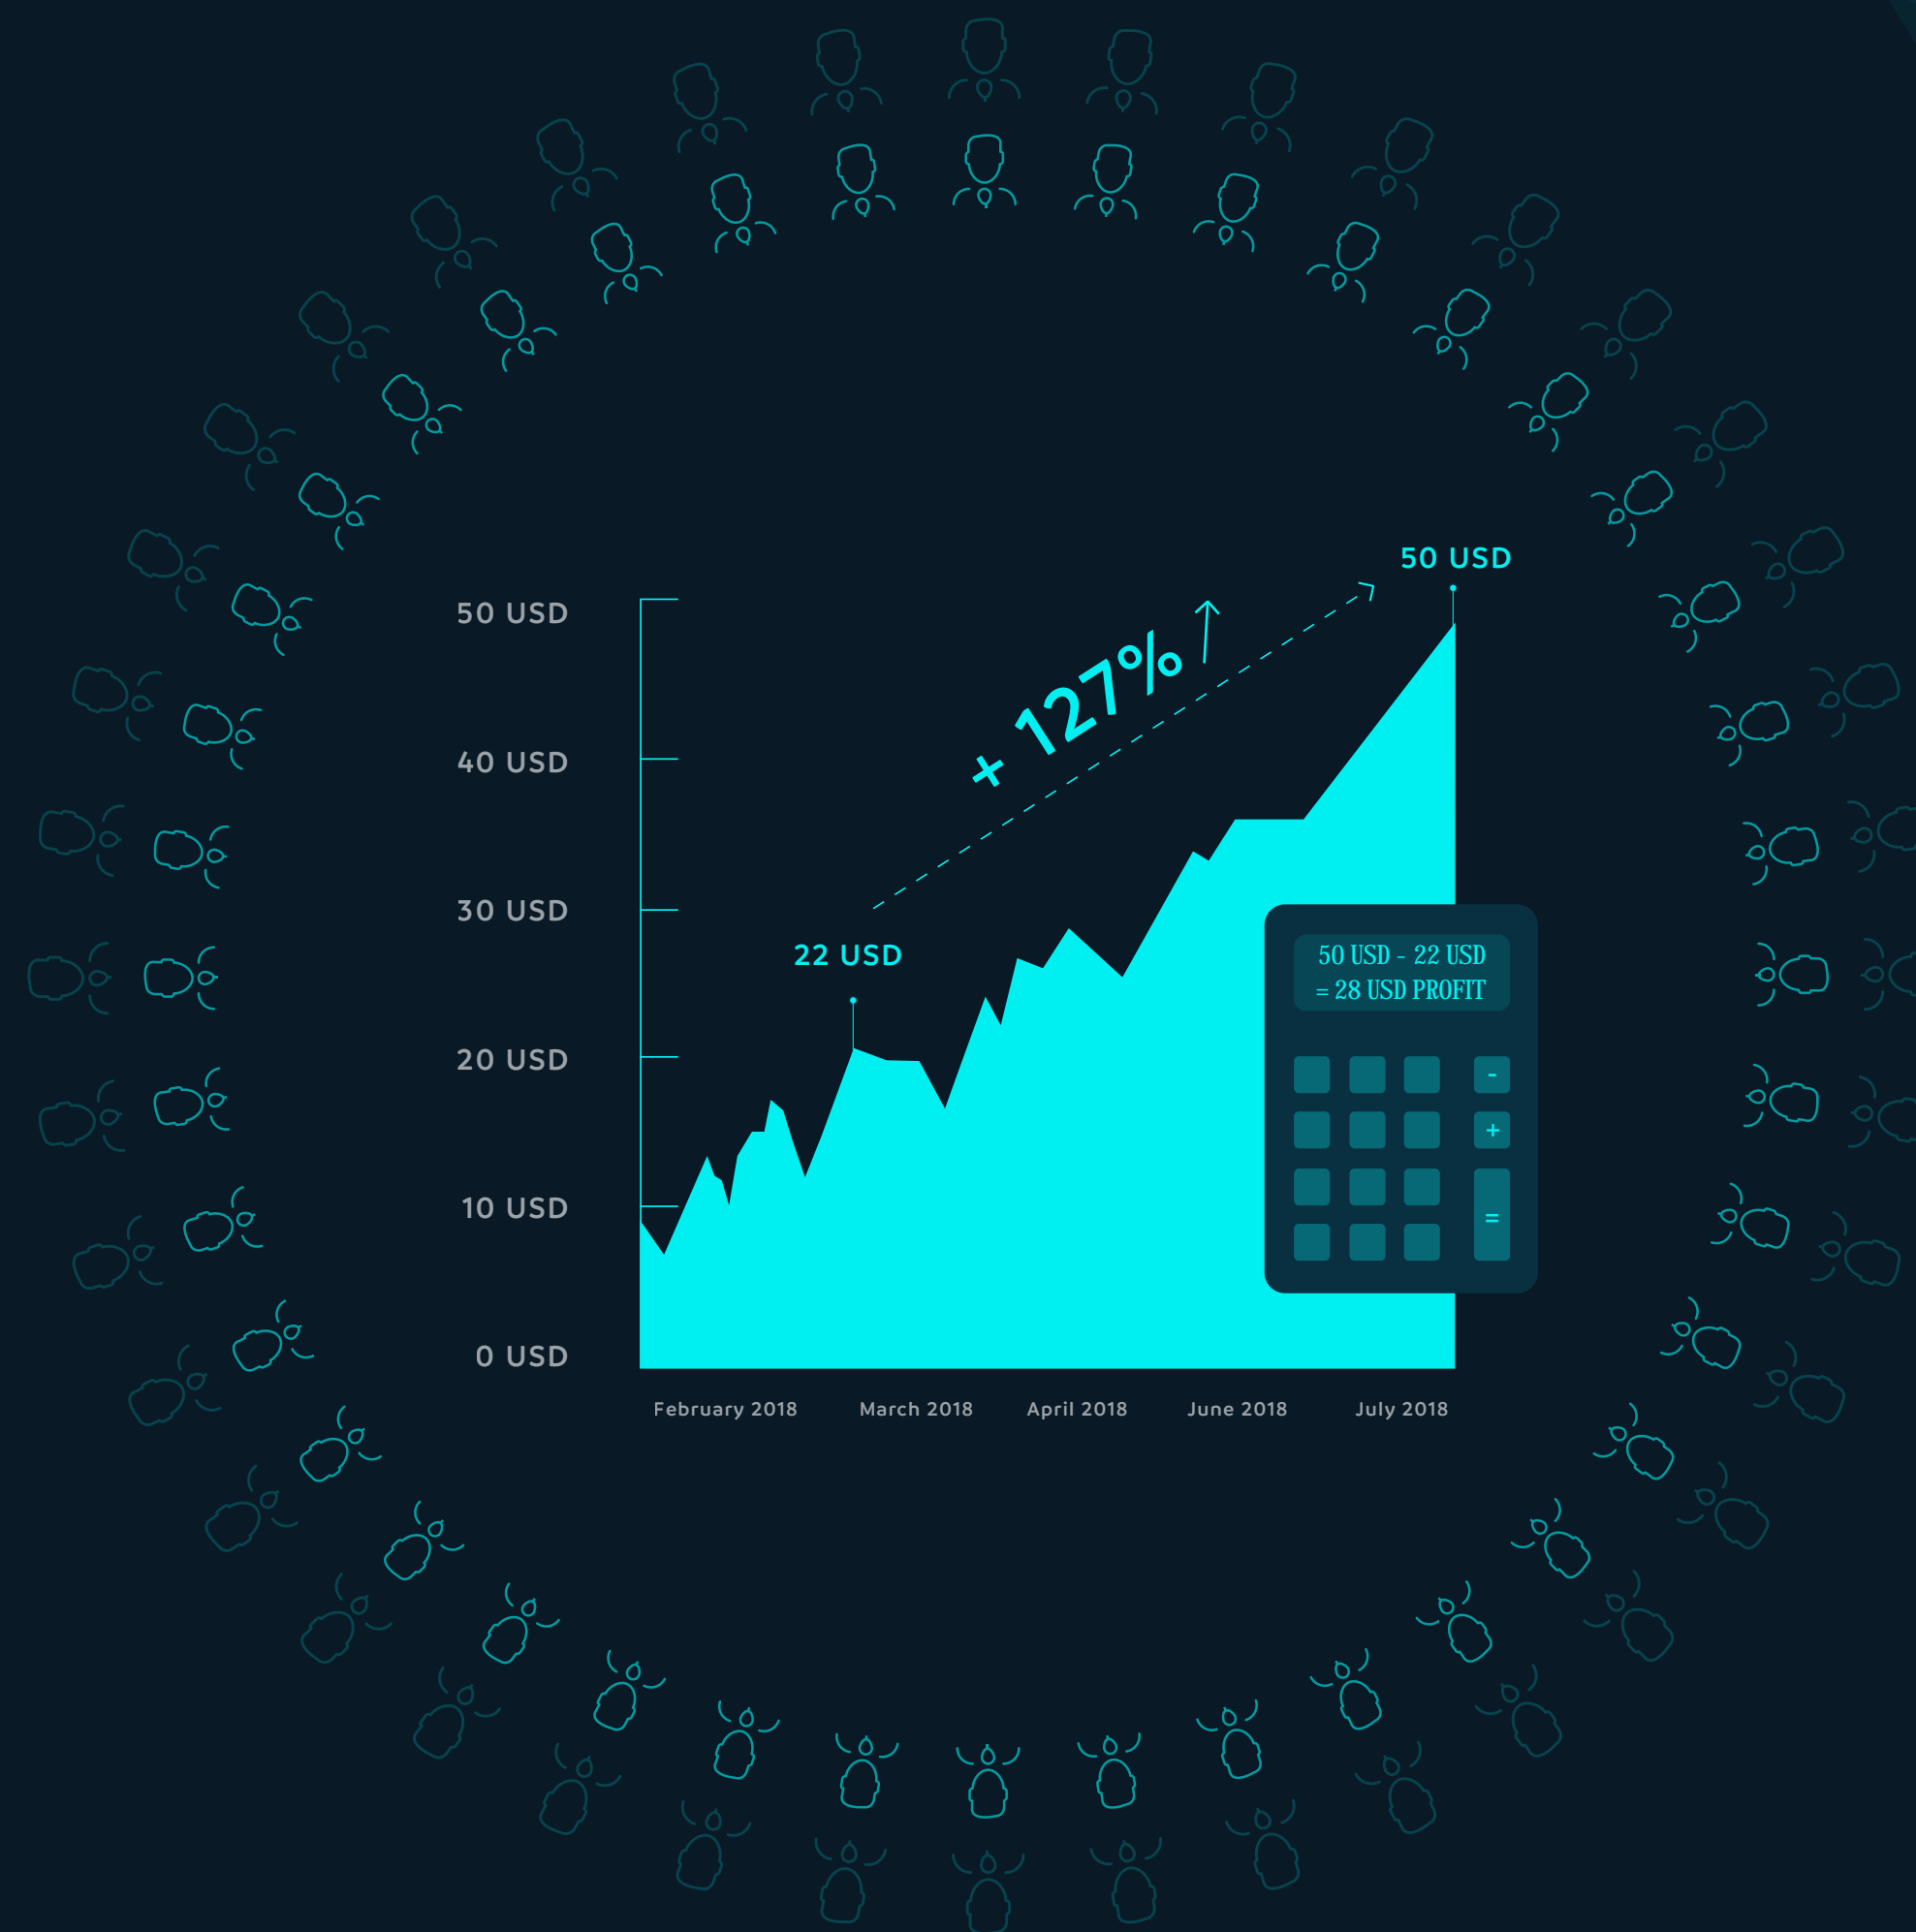 50 USD
+ 127%
50 USD
40 USD
30 USD
20 USD
10 USD
0 USD
22 USD
50 USD - 22 USD
= 28 USD PROFIT
-
+
=
February 2018
March 2018
April 2018
June 2018
July 2018